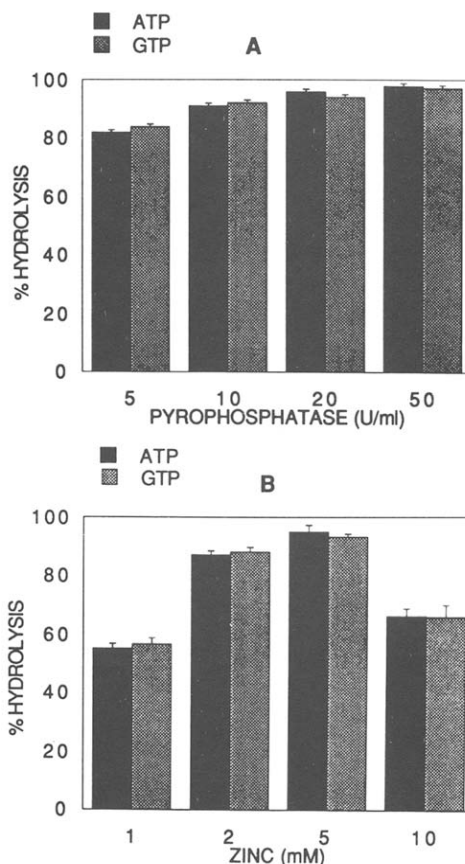 ATP
GTP
A
100
80
60
40
20
0
% HYDROLYSIS
5 10 20 50
PYROPHOSPHATASE (U/ml)
ATP
GTP
B
100
80
60
40
20
0
% HYDROLYSIS
1 2 5 10
ZINC (mM)